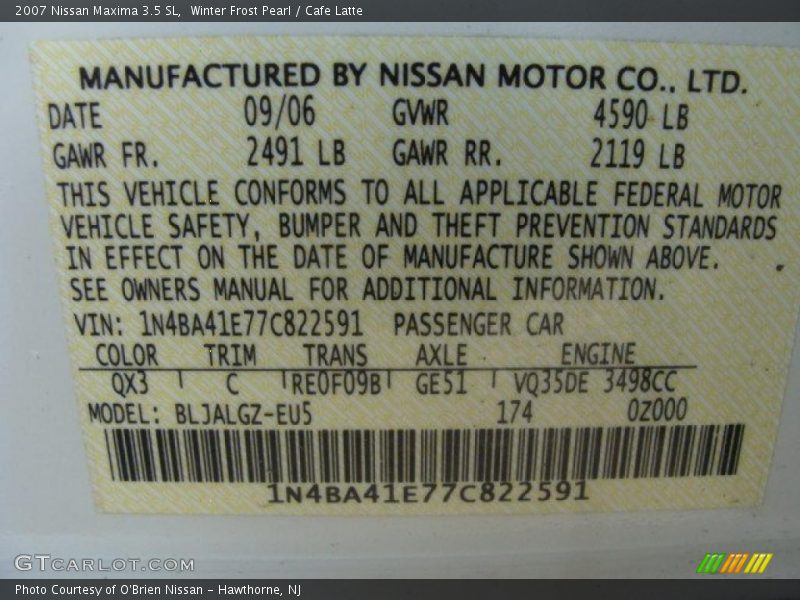 2007 Nissan Maxima 3.5 SL, Winter Frost Pearl / Cafe Latte
MANUFACTURED BY NISSAN MOTOR CO., LTD.
DATE 09/06 GVWR 4590 LB
GAWR FR. 2491 LB GAWR RR. 2119 LB
THIS VEHICLE CONFORMS TO ALL APPLICABLE FEDERAL MOTOR
VEHICLE SAFETY, BUMPER AND THEFT PREVENTION STANDARDS
IN EFFECT ON THE DATE OF MANUFACTURE SHOWN ABOVE.
SEE OWNERS MANUAL FOR ADDITIONAL INFORMATION.
VIN: 1N4BA41E77C822591 PASSENGER CAR
COLOR TRIM TRANS AXLE ENGINE
QX3 C RE0F09B GE51 VQ35DE 3498CC
MODEL: BLJALGZ-EU5 174 0Z000
1N4BA41E77C822591
GTCARLOT.COM
Photo Courtesy of O'Brien Nissan - Hawthorne, NJ